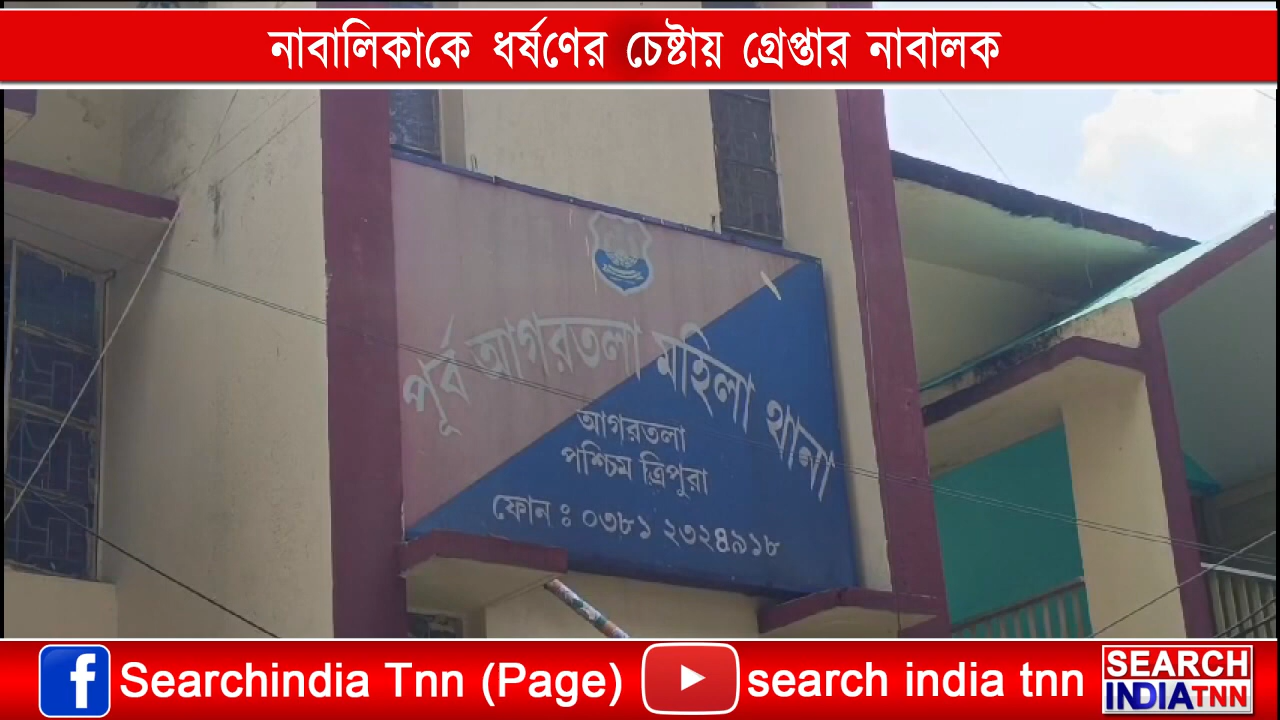 নাবালিকাকে ধর্ষণের চেষ্টায় গ্রেপ্তার নাবালক
পূর্ব আগরতলা মহিলা থানা
আগরতলা
পশ্চিম ত্রিপুরা
ফোন : ০৩৮১ ২৩২৪৯১৮
Searchindia Tnn (Page) search india tnn
SEARCH
INDIATNN